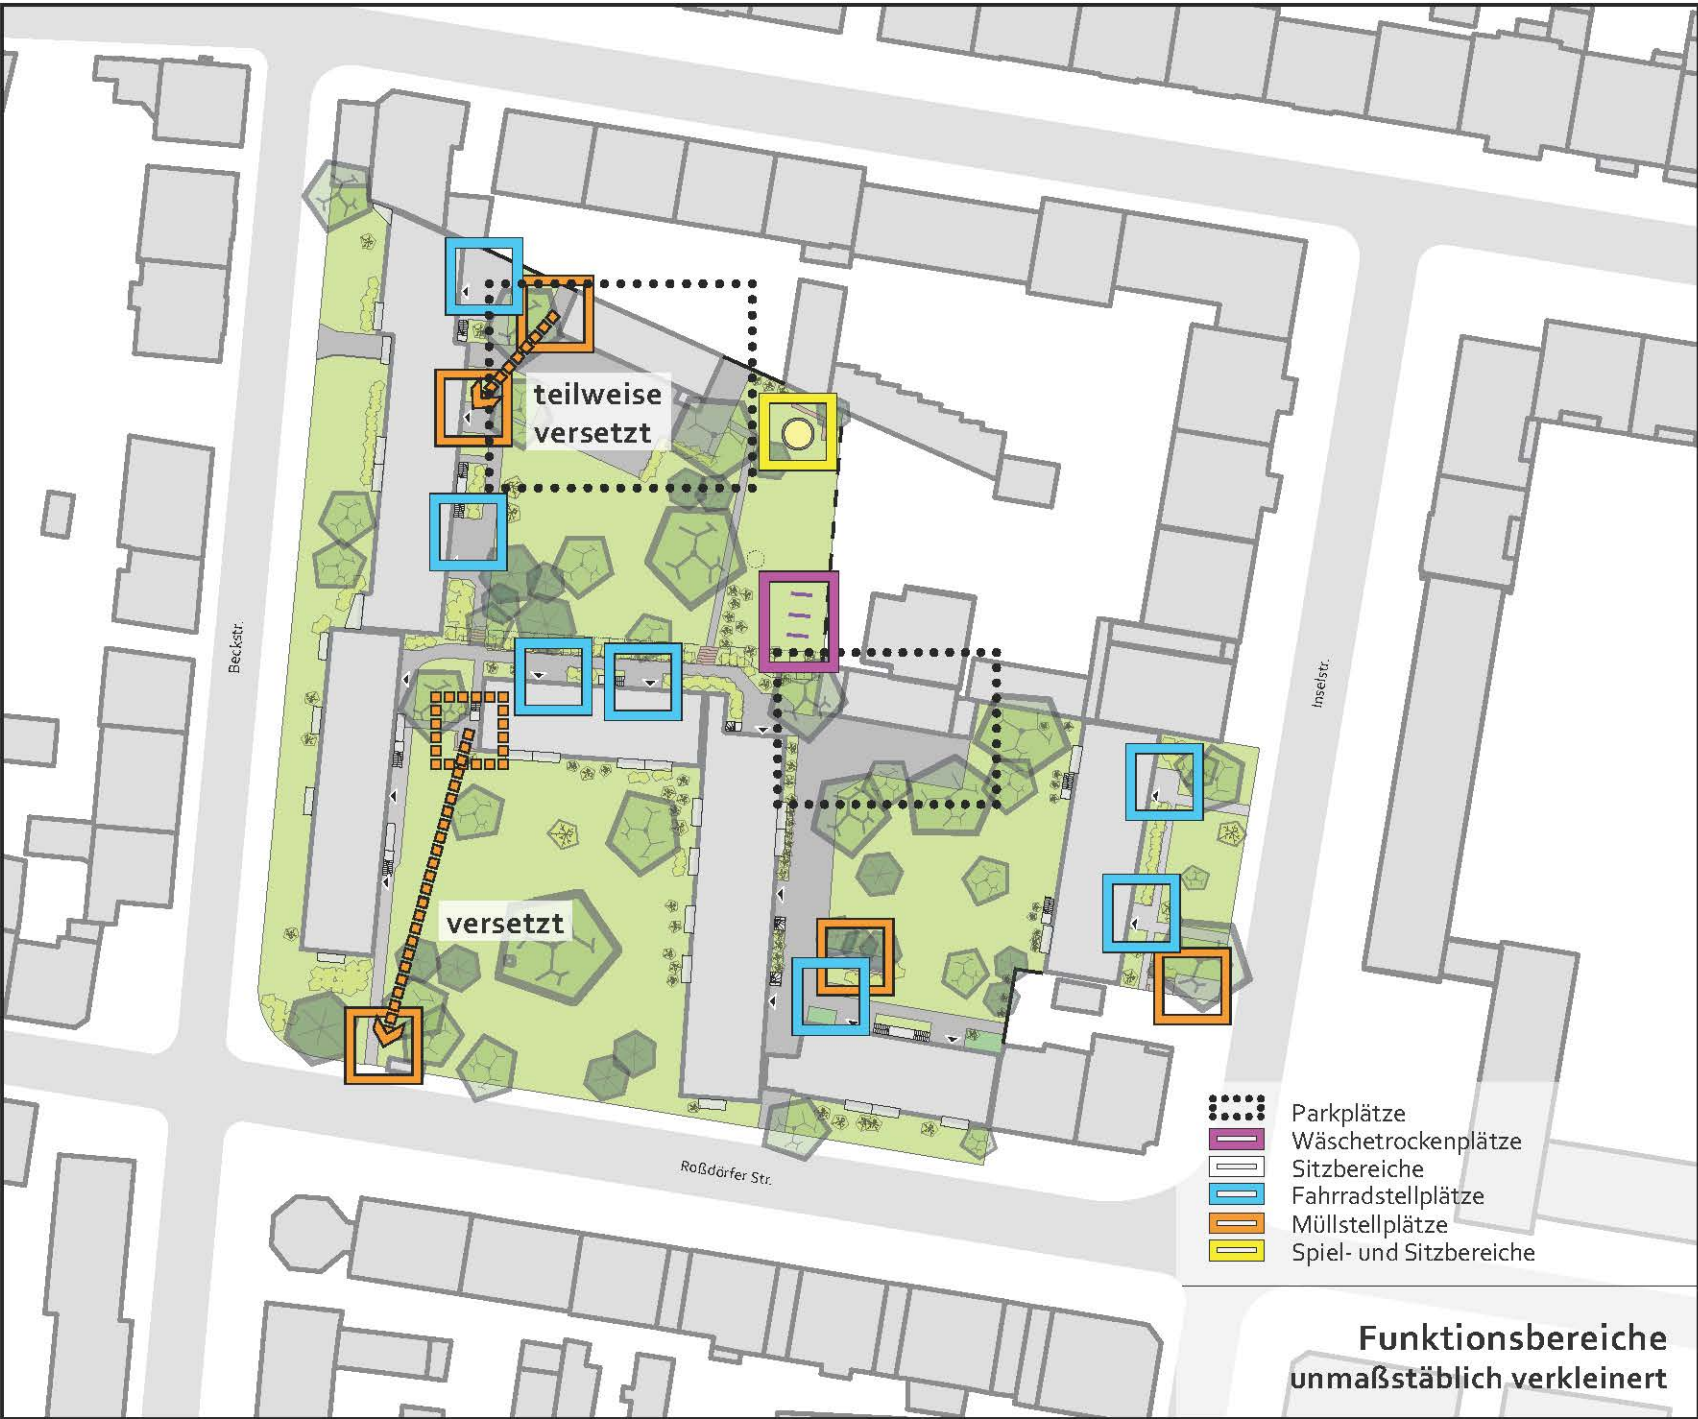 teilweise
versetzt
Beckstr.
Inselstr.
versetzt
Roßdörfer Str.
Parkplätze
Wäschetrockenplätze
Sitzbereiche
Fahrradstellplätze
Müllstellplätze
Spiel- und Sitzbereiche
Funktionsbereiche
unmaßstäblich verkleinert